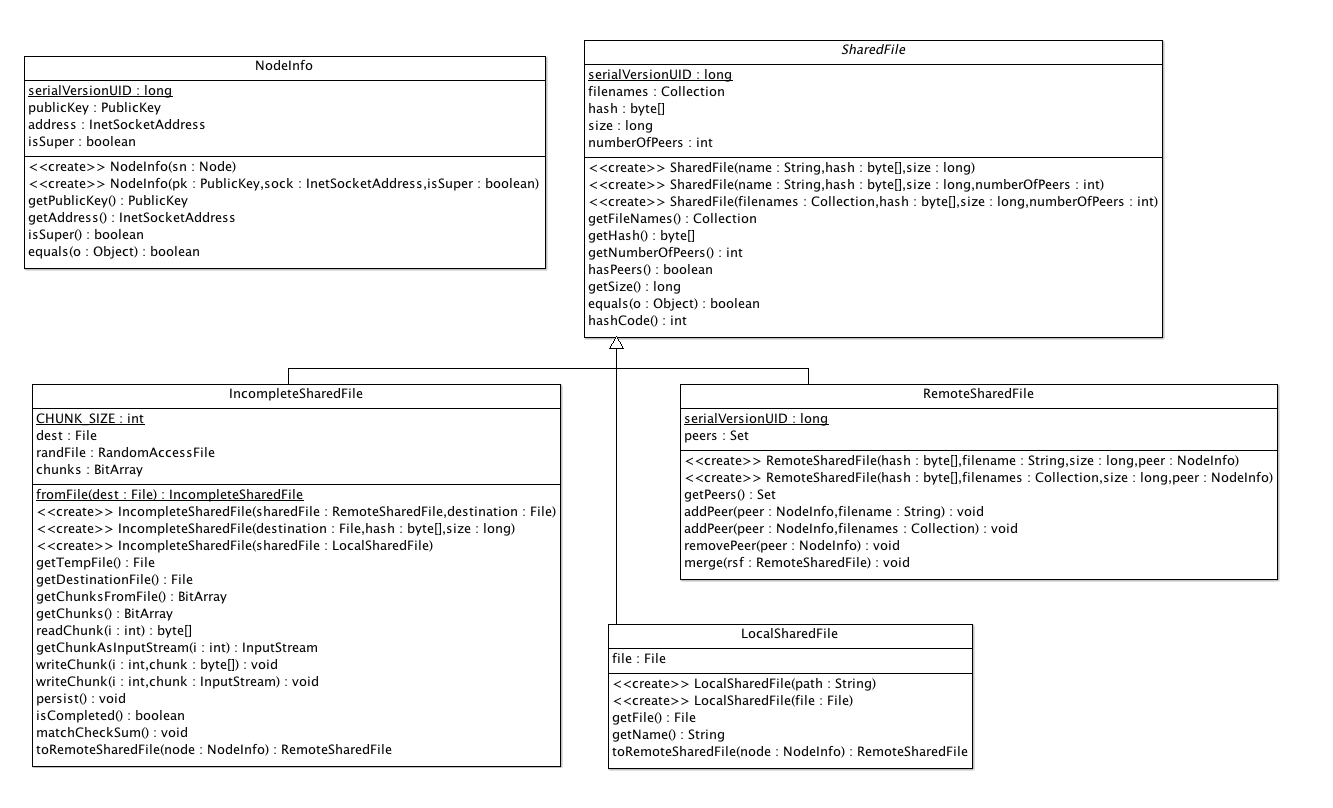 NodeInfo
serialVersionUID : long
publicKey : PublicKey
address : InetSocketAddress
isSuper : boolean
<<create>> NodeInfo(sn : Node)
<<create>> NodeInfo(pk : PublicKey,sock : InetSocketAddress,isSuper : boolean)
getPublicKey() : PublicKey
getAddress() : InetSocketAddress
isSuper() : boolean
equals(o : Object) : boolean
SharedFile
serialVersionUID : long
filenames : Collection
hash : byte[]
size : long
numberOfPeers : int
<<create>> SharedFile(name : String,hash : byte[],size : long)
<<create>> SharedFile(name : String,hash : byte[],size : long,numberOfPeers : int)
<<create>> SharedFile(filenames : Collection,hash : byte[],size : long,numberOfPeers : int)
getFileNames() : Collection
getHash() : byte[]
getNumberOfPeers() : int
hasPeers() : boolean
getSize() : long
equals(o : Object) : boolean
hashCode() : int
IncompleteSharedFile
CHUNK_SIZE : int
dest : File
randFile : RandomAccessFile
chunks : BitArray
fromFile(dest : File) : IncompleteSharedFile
<<create>> IncompleteSharedFile(sharedFile : RemoteSharedFile,destination : File)
<<create>> IncompleteSharedFile(destination : File,hash : byte[],size : long)
<<create>> IncompleteSharedFile(sharedFile : LocalSharedFile)
getTempFile() : File
getDestinationFile() : File
getChunksFromFile() : BitArray
getChunks() : BitArray
readChunk(i : int) : byte[]
getChunkAsInputStream(i : int) : InputStream
writeChunk(i : int,chunk : byte[]) : void
writeChunk(i : int,chunk : InputStream) : void
persist() : void
isCompleted() : boolean
matchCheckSum() : void
toRemoteSharedFile(node : NodeInfo) : RemoteSharedFile
RemoteSharedFile
serialVersionUID : long
peers : Set
<<create>> RemoteSharedFile(hash : byte[],filename : String,size : long,peer : NodeInfo)
<<create>> RemoteSharedFile(hash : byte[],filenames : Collection,size : long,peer : NodeInfo)
getPeers() : Set
addPeer(peer : NodeInfo,filename : String) : void
addPeer(peer : NodeInfo,filenames : Collection) : void
removePeer(peer : NodeInfo) : void
merge(rsf : RemoteSharedFile) : void
LocalSharedFile
file : File
<<create>> LocalSharedFile(path : String)
<<create>> LocalSharedFile(file : File)
getFile() : File
getName() : String
toRemoteSharedFile(node : NodeInfo) : RemoteSharedFile